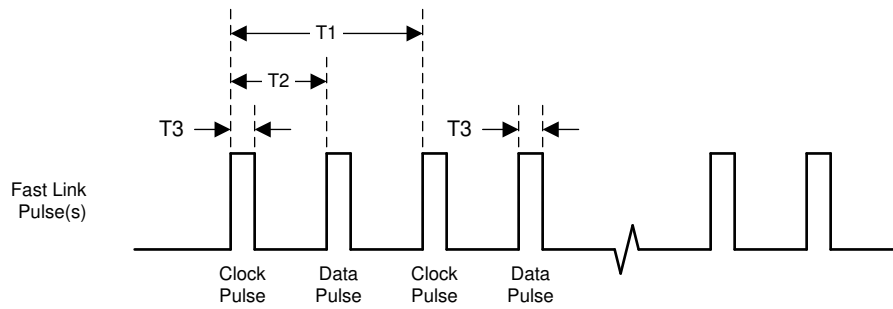 T1
T2
T3
T3
Fast Link
Pulse(s)
Clock
Pulse
Data
Pulse
Clock
Pulse
Data
Pulse